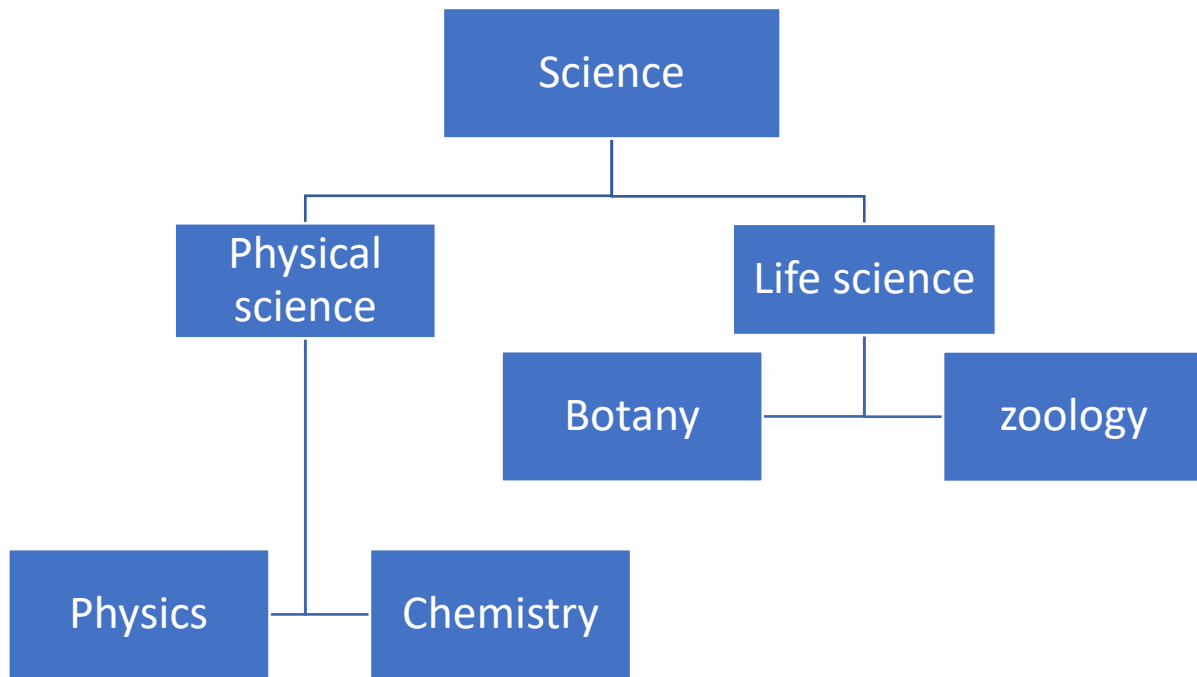 Science
Physical
science
Life science
Botany
zoology
Physics
Chemistry